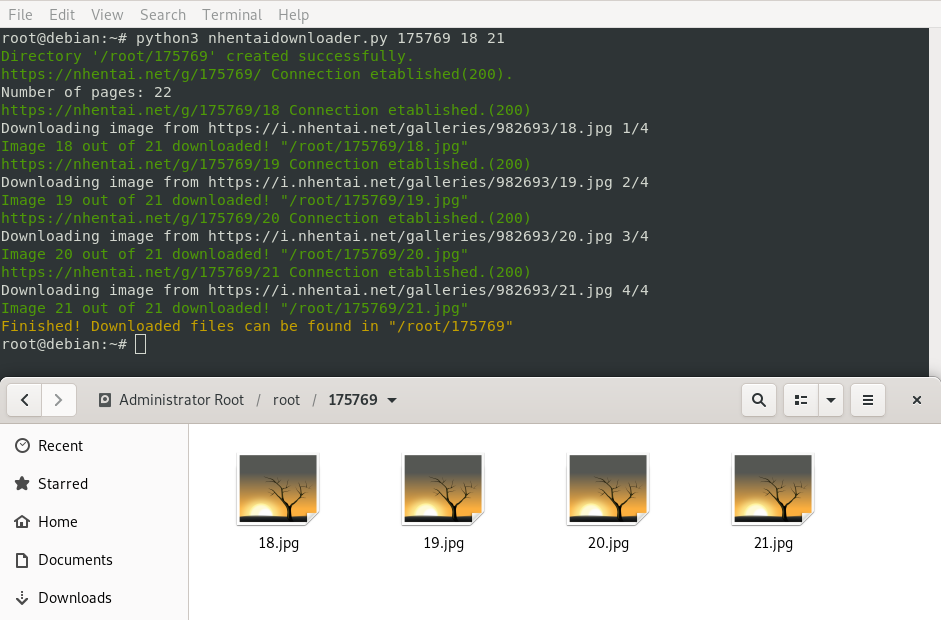 File Edit View Search Terminal Help
root@debian:~# python3 nhentaidownloader.py 175769 18 21
Directory '/root/175769' created successfully.
https://nhentai.net/g/175769/ Connection etablished(200).
Number of pages: 22
https://nhentai.net/g/175769/18 Connection etablished.(200)
Downloading image from https://i.nhentai.net/galleries/982693/18.jpg 1/4
Image 18 out of 21 downloaded! "/root/175769/18.jpg"
https://nhentai.net/g/175769/19 Connection etablished.(200)
Downloading image from https://i.nhentai.net/galleries/982693/19.jpg 2/4
Image 19 out of 21 downloaded! "/root/175769/19.jpg"
https://nhentai.net/g/175769/20 Connection etablished.(200)
Downloading image from https://i.nhentai.net/galleries/982693/20.jpg 3/4
Image 20 out of 21 downloaded! "/root/175769/20.jpg"
https://nhentai.net/g/175769/21 Connection etablished.(200)
Downloading image from https://i.nhentai.net/galleries/982693/21.jpg 4/4
Image 21 out of 21 downloaded! "/root/175769/21.jpg"
Finished! Downloaded files can be found in "/root/175769"
root@debian:~#
Administrator Root / root / 175769
Recent
Starred
Home
Documents
Downloads
18.jpg 19.jpg 20.jpg 21.jpg